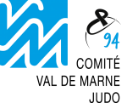 94
COMITÉ
VAL DE MARNE
JUDO